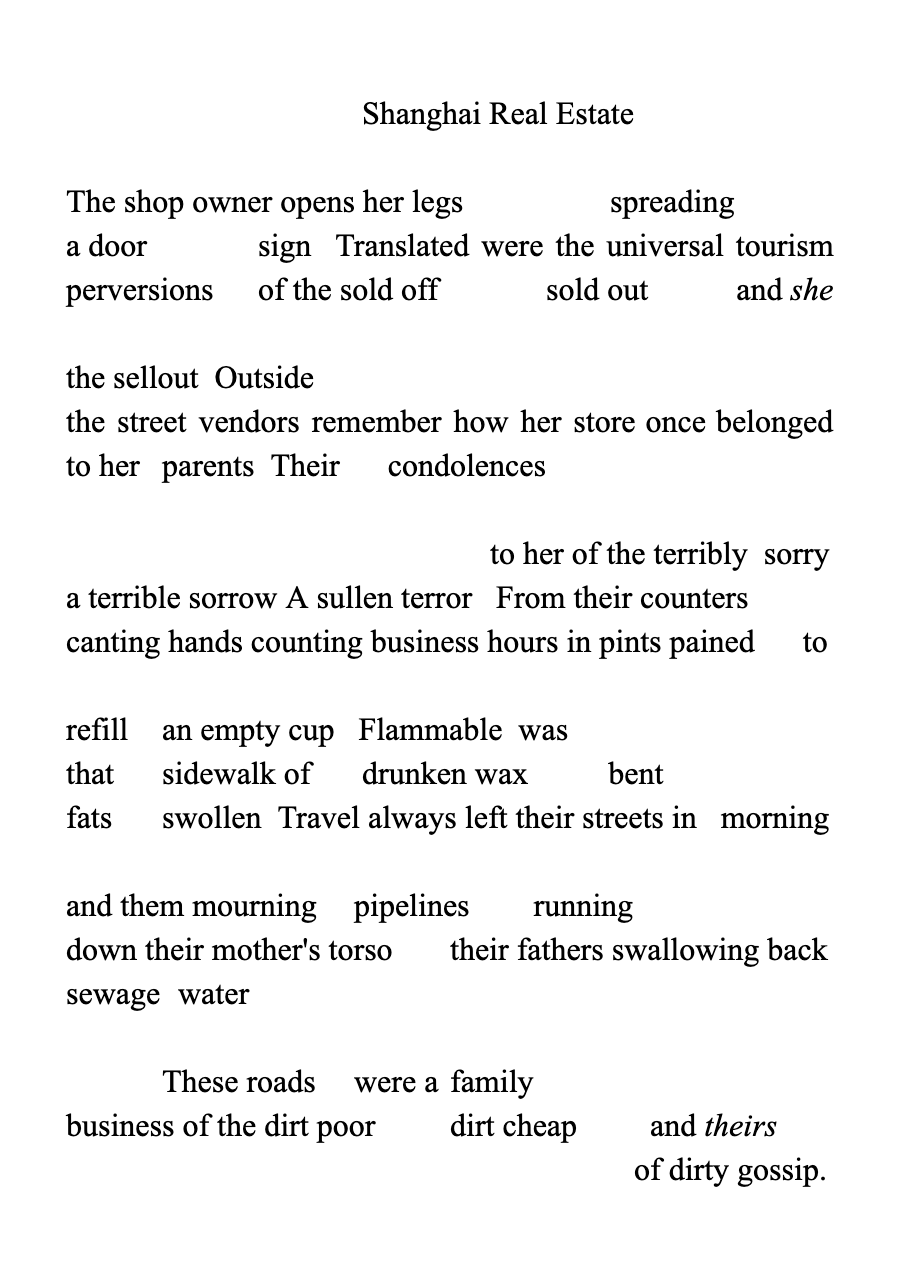 Shanghai Real Estate
The shop owner opens her legs spreading
a door sign Translated were the universal tourism
perversions of the sold off sold out and she
the sellout Outside
the street vendors remember how her store once belonged
to her parents Their condolences
to her of the terribly sorry
a terrible sorrow A sullen terror From their counters
canting hands counting business hours in pints pained to
refill an empty cup Flammable was
that sidewalk of drunken wax bent
fats swollen Travel always left their streets in morning
and them mourning pipelines running
down their mother's torso their fathers swallowing back
sewage water
These roads were a family
business of the dirt poor dirt cheap and theirs
of dirty gossip.